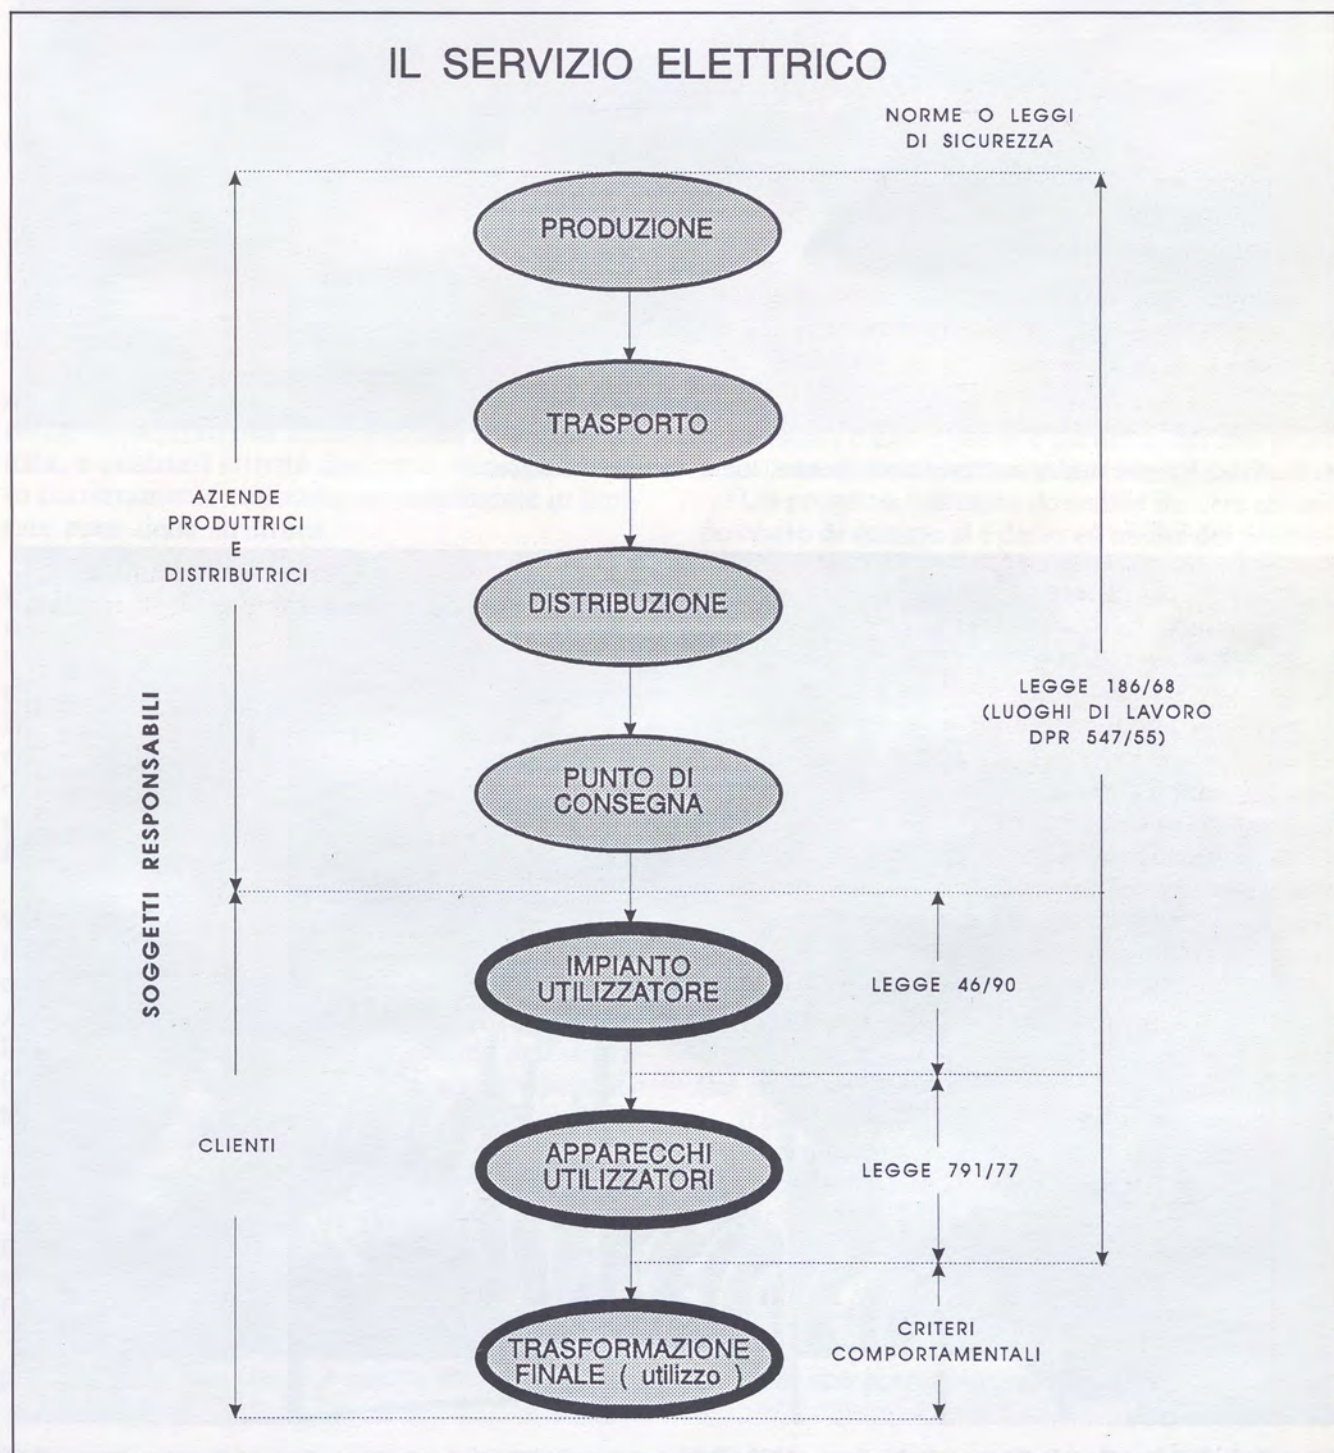 IL SERVIZIO ELETTRICO
NORME O LEGGI
DI SICUREZZA
PRODUZIONE
TRASPORTO
AZIENDE
PRODUTTRICI
E
DISTRIBUTRICI
DISTRIBUZIONE
LEGGE 186/68
(LUOGHI DI LAVORO
DPR 547/55)
SOGGETTI RESPONSABILI
PUNTO DI
CONSEGNA
IMPIANTO
UTILIZZATORE
LEGGE 46/90
CLIENTI
APPARECCHI
UTILIZZATORI
LEGGE 791/77
TRASFORMAZIONE
FINALE ( utilizzo )
CRITERI
COMPORTAMENTALI